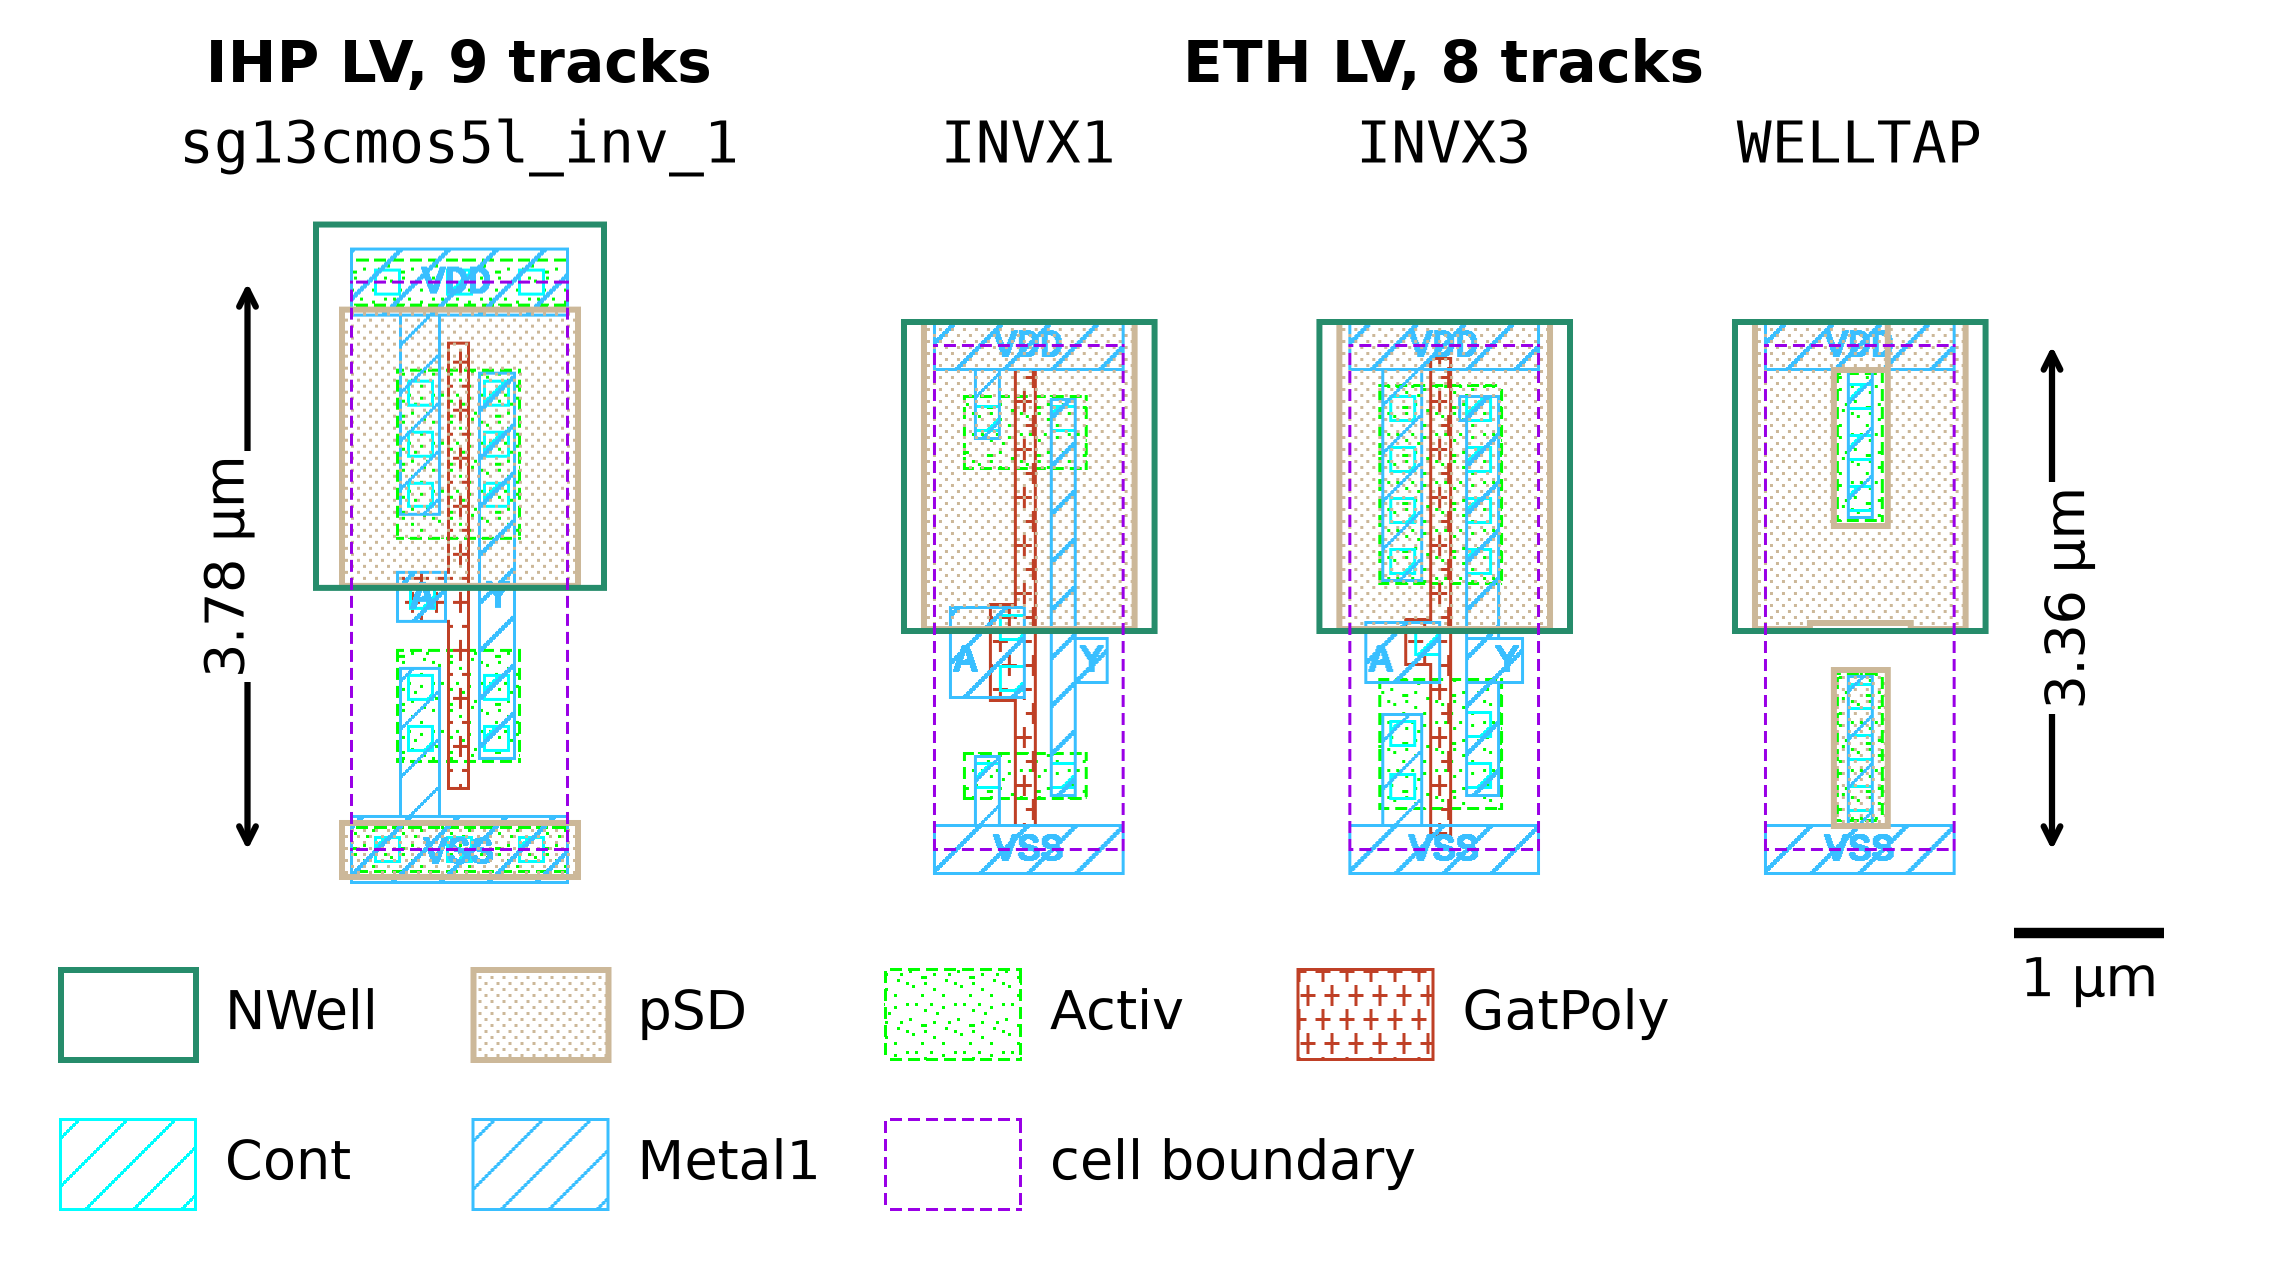 IHP LV, 9 tracks
ETH LV, 8 tracks
sg13cmos5l_inv_1
INVX1
INVX3
WELLTAP
VDD
VDD
VDD
VDD
3.78 µm
3.36 µm
A
Y
A
Y
A
Y
VSS
VSS
VSS
VSS
1 µm
NWell
pSD
Activ
GatPoly
Cont
Metal1
cell boundary